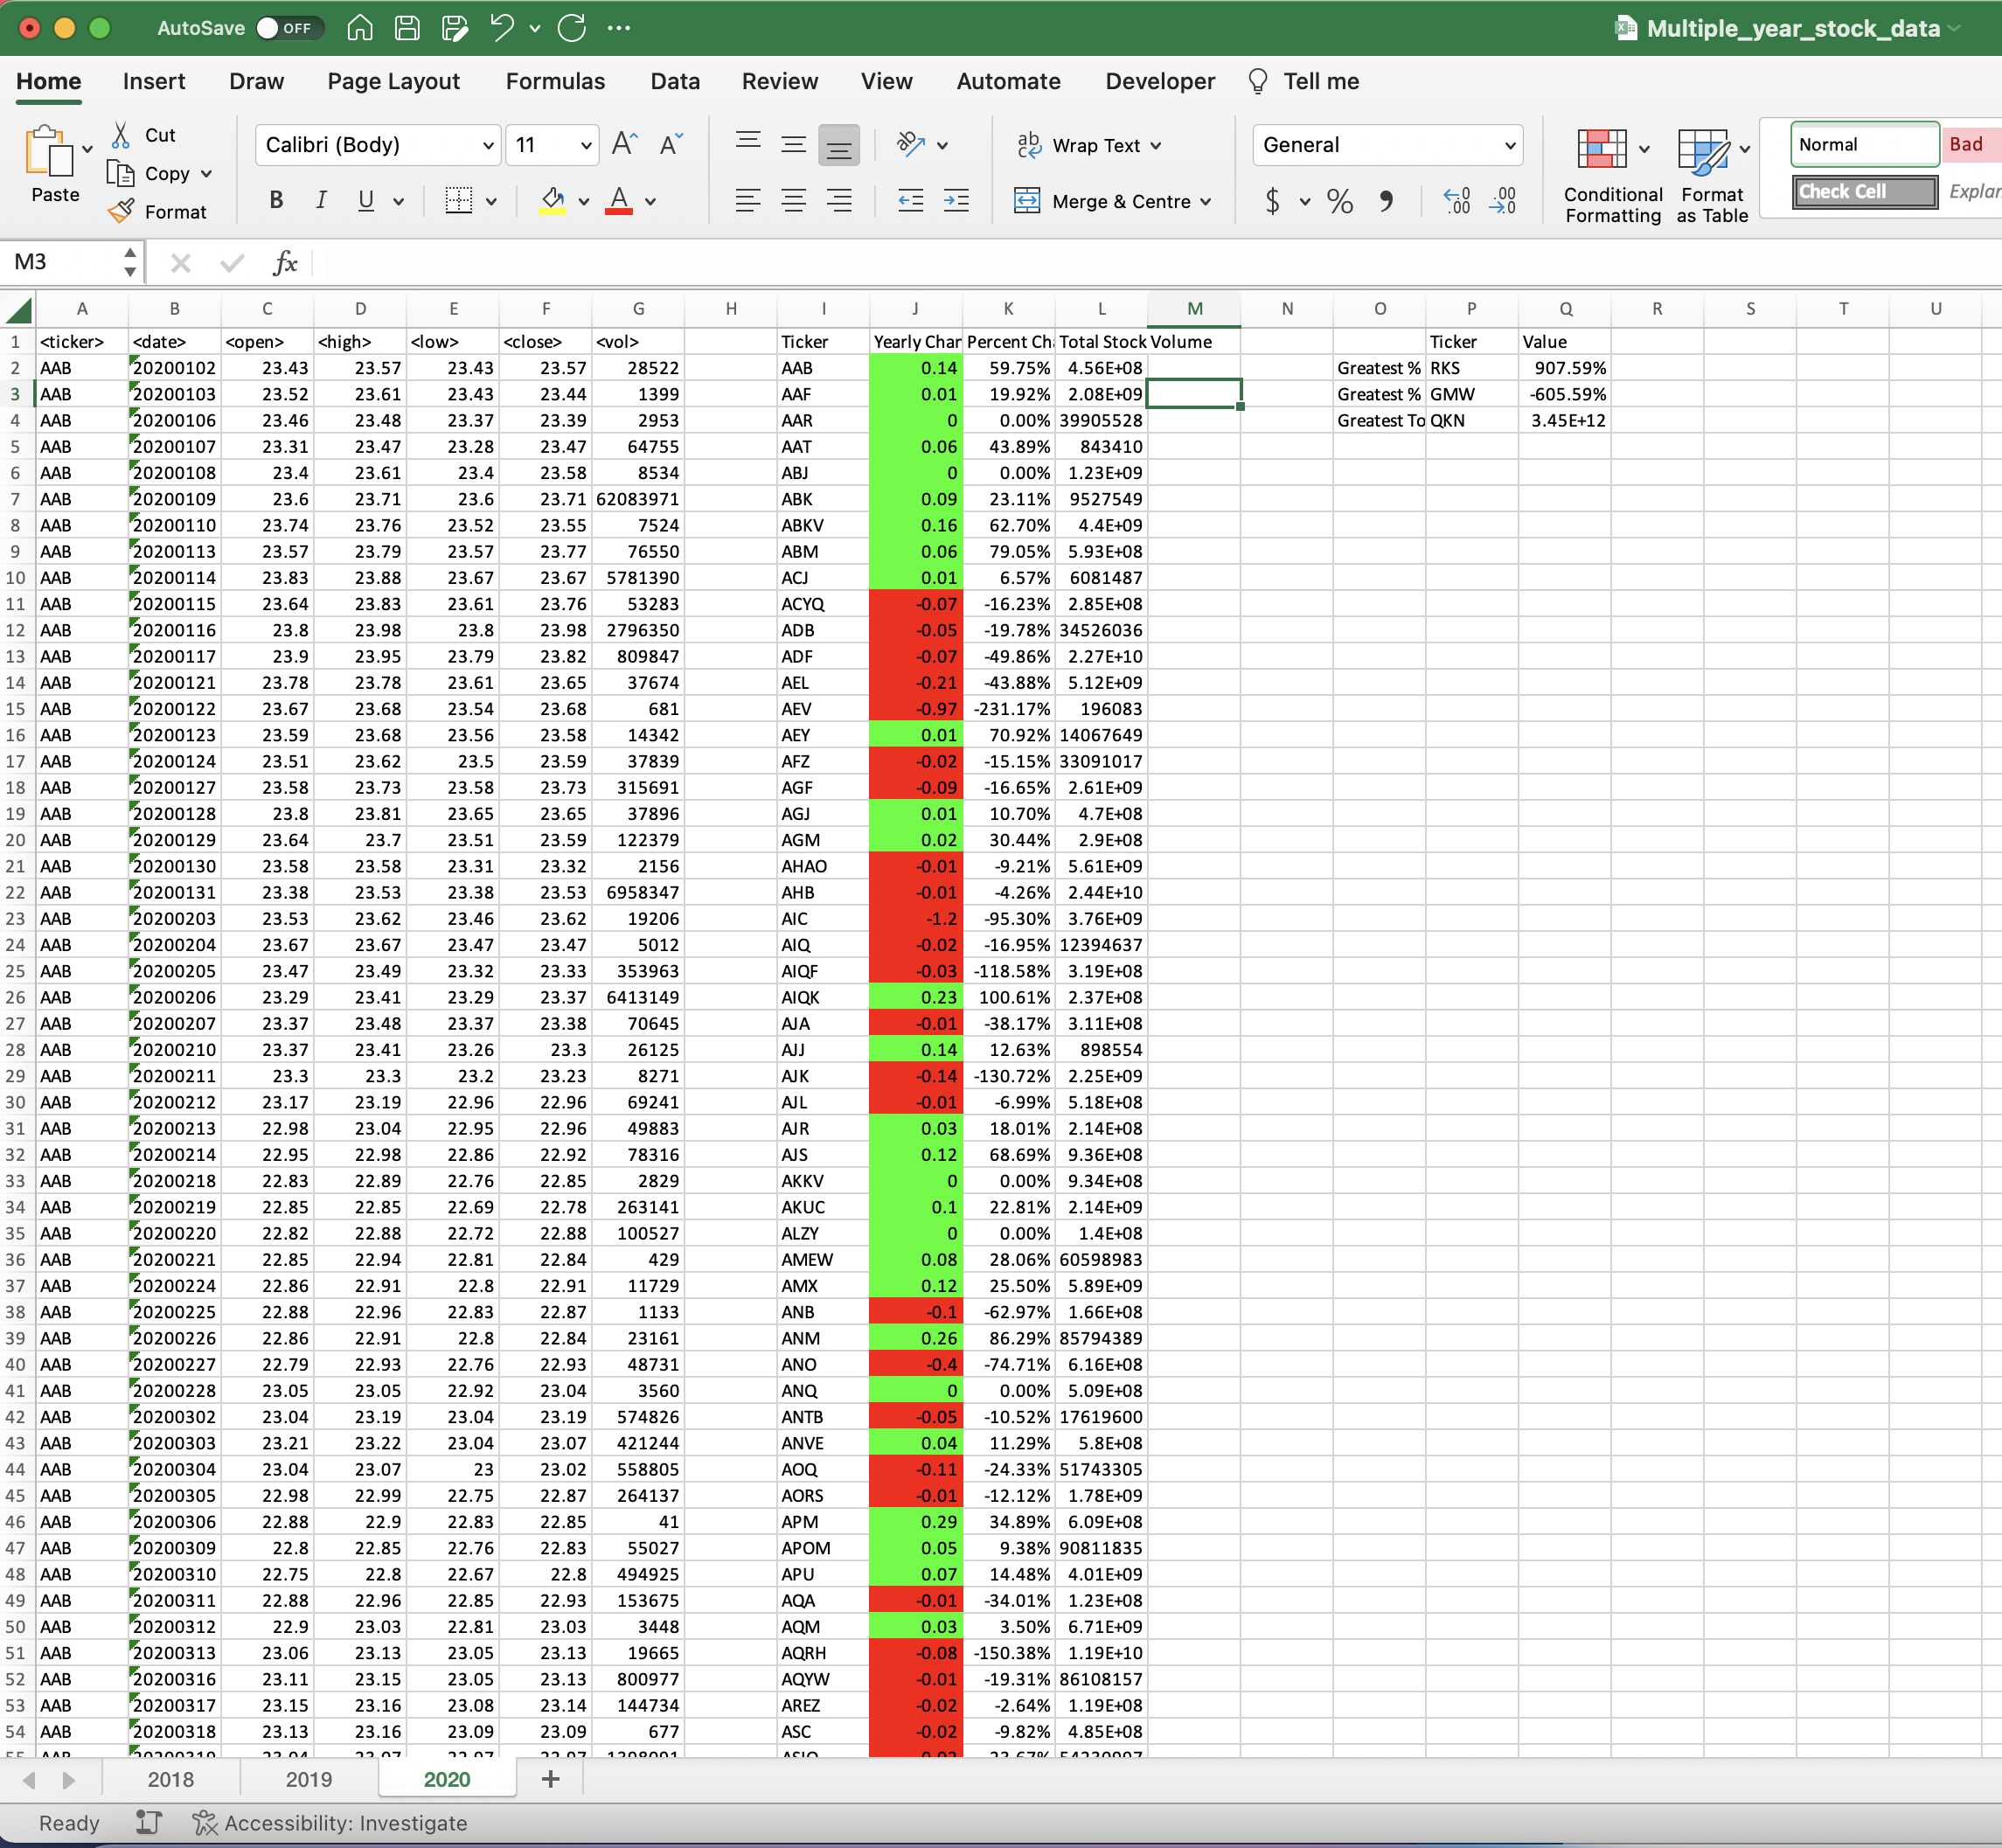 AutoSave OFF Multiple_year_stock_data
Home Insert Draw Page Layout Formulas Data Review View Automate Developer Tell me
Paste Cut Copy Format
Calibri (Body) 11 Wrap Text General Normal Bad
B I U Merge & Centre $ % Conditional Formatting Format as Table Check Cell
M3 fx
A B C D E F G H I J K L M N O P Q R S T U
1 <ticker> <date> <open> <high> <low> <close> <vol> Ticker Yearly Char Percent Ch Total Stock Volume Ticker Value
2 AAB 20200102 23.43 23.57 23.43 23.57 28522 AAB 0.14 59.75% 4.56E+08 Greatest % RKS 907.59%
3 AAB 20200103 23.52 23.61 23.43 23.44 1399 AAF 0.01 19.92% 2.08E+09 Greatest % GMW -605.59%
4 AAB 20200106 23.46 23.48 23.37 23.39 2953 AAR 0 0.00% 39905528 Greatest To QKN 3.45E+12
5 AAB 20200107 23.31 23.47 23.28 23.47 64755 AAT 0.06 43.89% 843410
6 AAB 20200108 23.4 23.61 23.4 23.58 8534 ABJ 0 0.00% 1.23E+09
7 AAB 20200109 23.6 23.71 23.6 23.71 62083971 ABK 0.09 23.11% 9527549
8 AAB 20200110 23.74 23.76 23.52 23.55 7524 ABKV 0.16 62.70% 4.4E+09
9 AAB 20200113 23.57 23.79 23.57 23.77 76550 ABM 0.06 79.05% 5.93E+08
10 AAB 20200114 23.83 23.88 23.67 23.67 5781390 ACJ 0.01 6.57% 6081487
11 AAB 20200115 23.64 23.83 23.61 23.76 53283 ACYQ -0.07 -16.23% 2.85E+08
12 AAB 20200116 23.8 23.98 23.8 23.98 2796350 ADB -0.05 -19.78% 34526036
13 AAB 20200117 23.9 23.95 23.79 23.82 809847 ADF -0.07 -49.86% 2.27E+10
14 AAB 20200121 23.78 23.78 23.61 23.65 37674 AEL -0.21 -43.88% 5.12E+09
15 AAB 20200122 23.67 23.68 23.54 23.68 681 AEV -0.97 -231.17% 196083
16 AAB 20200123 23.59 23.68 23.56 23.58 14342 AEY 0.01 70.92% 14067649
17 AAB 20200124 23.51 23.62 23.5 23.59 37839 AFZ -0.02 -15.15% 33091017
18 AAB 20200127 23.58 23.73 23.58 23.73 315691 AGF -0.09 -16.65% 2.61E+09
19 AAB 20200128 23.8 23.81 23.65 23.65 37896 AGJ 0.01 10.70% 4.7E+08
20 AAB 20200129 23.64 23.7 23.51 23.59 122379 AGM 0.02 30.44% 2.9E+08
21 AAB 20200130 23.58 23.58 23.31 23.32 2156 AHAO -0.01 -9.21% 5.61E+09
22 AAB 20200131 23.38 23.53 23.38 23.53 6958347 AHB -0.01 -4.26% 2.44E+10
23 AAB 20200203 23.53 23.62 23.46 23.62 19206 AIC -1.2 -95.30% 3.76E+09
24 AAB 20200204 23.67 23.67 23.47 23.47 5012 AIQ -0.02 -16.95% 12394637
25 AAB 20200205 23.47 23.49 23.32 23.33 353963 AIQF -0.03 -118.58% 3.19E+08
26 AAB 20200206 23.29 23.41 23.29 23.37 6413149 AIQK 0.23 100.61% 2.37E+08
27 AAB 20200207 23.37 23.48 23.37 23.38 70645 AJA -0.01 -38.17% 3.11E+08
28 AAB 20200210 23.37 23.41 23.26 23.3 26125 AJJ 0.14 12.63% 898554
29 AAB 20200211 23.3 23.3 23.2 23.23 8271 AJK -0.14 -130.72% 2.25E+09
30 AAB 20200212 23.17 23.19 22.96 22.96 69241 AJL -0.01 -6.99% 5.18E+08
31 AAB 20200213 22.98 23.04 22.95 22.96 49883 AJR 0.03 18.01% 2.14E+08
32 AAB 20200214 22.95 22.98 22.86 22.92 78316 AJS 0.12 68.69% 9.36E+08
33 AAB 20200218 22.83 22.89 22.76 22.85 2829 AKKV 0 0.00% 9.34E+08
34 AAB 20200219 22.85 22.85 22.69 22.78 263141 AKUC 0.1 22.81% 2.14E+09
35 AAB 20200220 22.82 22.88 22.72 22.88 100527 ALZY 0 0.00% 1.4E+08
36 AAB 20200221 22.85 22.94 22.81 22.84 429 AMEW 0.08 28.06% 60598983
37 AAB 20200224 22.86 22.91 22.8 22.91 11729 AMX 0.12 25.50% 5.89E+09
38 AAB 20200225 22.88 22.96 22.83 22.87 1133 ANB -0.1 -62.97% 1.66E+08
39 AAB 20200226 22.86 22.91 22.8 22.84 23161 ANM 0.26 86.29% 85794389
40 AAB 20200227 22.79 22.93 22.76 22.93 48731 ANO -0.4 -74.71% 6.16E+08
41 AAB 20200228 23.05 23.05 22.92 23.04 3560 ANQ 0 0.00% 5.09E+08
42 AAB 20200302 23.04 23.19 23.04 23.19 574826 ANTB -0.05 -10.52% 17619600
43 AAB 20200303 23.21 23.22 23.04 23.07 421244 ANVE 0.04 11.29% 5.8E+08
44 AAB 20200304 23.04 23.07 23 23.02 558805 AOQ -0.11 -24.33% 51743305
45 AAB 20200305 22.98 22.99 22.75 22.87 264137 AORS -0.01 -12.12% 1.78E+09
46 AAB 20200306 22.88 22.9 22.83 22.85 41 APM 0.29 34.89% 6.09E+08
47 AAB 20200309 22.8 22.85 22.76 22.83 55027 APOM 0.05 9.38% 90811835
48 AAB 20200310 22.75 22.8 22.67 22.8 494925 APU 0.07 14.48% 4.01E+09
49 AAB 20200311 22.88 22.96 22.85 22.93 153675 AQA -0.01 -34.01% 1.23E+08
50 AAB 20200312 22.9 23.03 22.81 23.03 3448 AQM 0.03 3.50% 6.71E+09
51 AAB 20200313 23.06 23.13 23.05 23.13 19665 AQRH -0.08 -150.38% 1.19E+10
52 AAB 20200316 23.11 23.15 23.05 23.13 800977 AQYW -0.01 -19.31% 86108157
53 AAB 20200317 23.15 23.16 23.08 23.14 144734 AREZ -0.02 -2.64% 1.19E+08
54 AAB 20200318 23.13 23.16 23.09 23.09 677 ASC -0.02 -9.82% 4.85E+08
2018 2019 2020
Ready Accessibility: Investigate